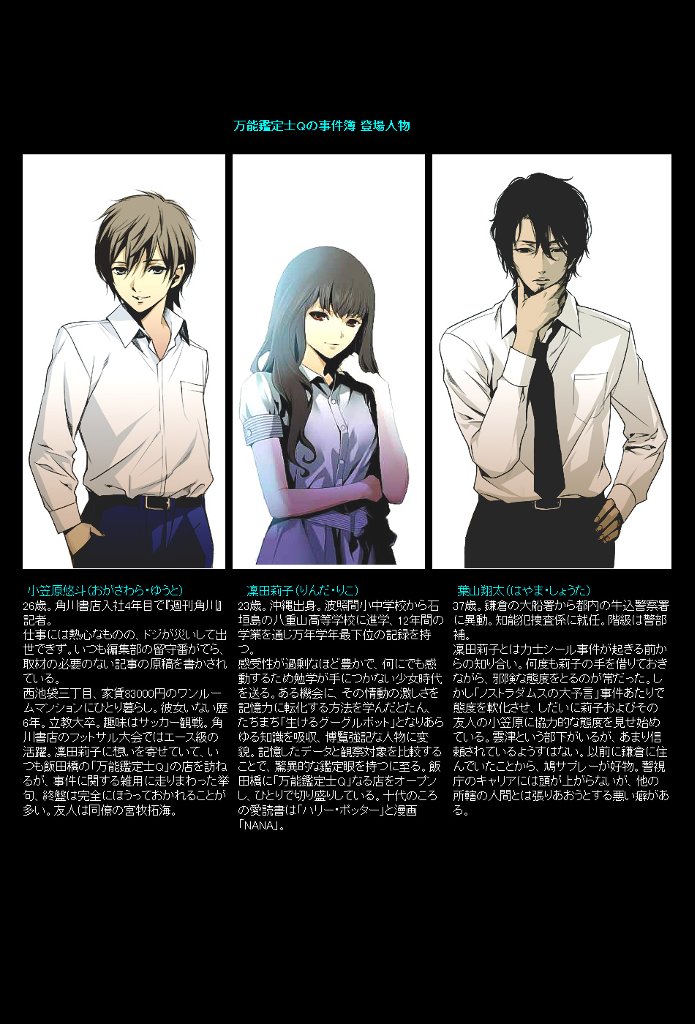 万能鑑定士Qの事件簿 登場人物
小笠原悠斗(おがさわら・ゆうと)
26歳。角川書店入社4年目で『週刊角川』
記者。
仕事には熱心なものの、ドジが災いして出
世できず。いつも編集部の留守番がてら、
取材の必要のない記事の原稿を書かされ
ている。
西池袋三丁目、家賃83000円のワンルー
ムマンションにひとり暮らし。彼女いない歴
6年。立教大卒。趣味はサッカー観戦。角
川書店のフットサル大会ではエース級の
活躍。凜田莉子に想いを寄せていて、い
つも飯田橋の「万能鑑定士Q」の店を訪ね
るが、事件に関する雑用に走りまわった挙
句、終盤は完全にほうっておかれることが
多い。友人は同僚の宮牧拓海。
凜田莉子(りんだ・りこ)
23歳。沖縄出身。波照間小中学校から石
垣島の八重山高等学校に進学、12年間の
学業を通じ万年学年最下位の記録を持
つ。
感受性が過剰なほど豊かで、何にでも感
動するため勉学が手につかない少女時代
を送る。ある機会に、その情動の激しさを
記憶力に転化する方法を学んだとたん、
たちまち「生けるグーグルボット」となりあら
ゆる知識を吸収、博覧強記な人物に変
貌。記憶したデータと観察対象を比較する
ことで、驚異的な鑑定眼を持つに至る。飯
田橋に「万能鑑定士Q」なる店をオープン
し、ひとりで切り盛りしている。十代のころ
の愛読書は「ハリー・ポッター」と漫画
「NANA」。
葉山翔太(はやま・しょうた)
37歳。鎌倉の大船署から都内の牛込警察署
に異動。知能犯捜査係に就任。階級は警部
補。
凜田莉子とは力士シール事件が起きる前か
らの知り合い。何度も莉子の手を借りておき
ながら、邪険な態度をとるのが常だった。し
かし「ノストラダムスの大予言」事件あたりで
態度を軟化させ、しだいに莉子およびその
友人の小笠原に協力的な態度を見せ始め
ている。雲津という部下がいるが、あまり信
頼されているようすはない。以前に鎌倉に住
んでいたことから、鳩サブレーが好物。警視
庁のキャリアには頭が上がらないが、他の
所轄の人間とは張りあおうとする悪い癖があ
る。